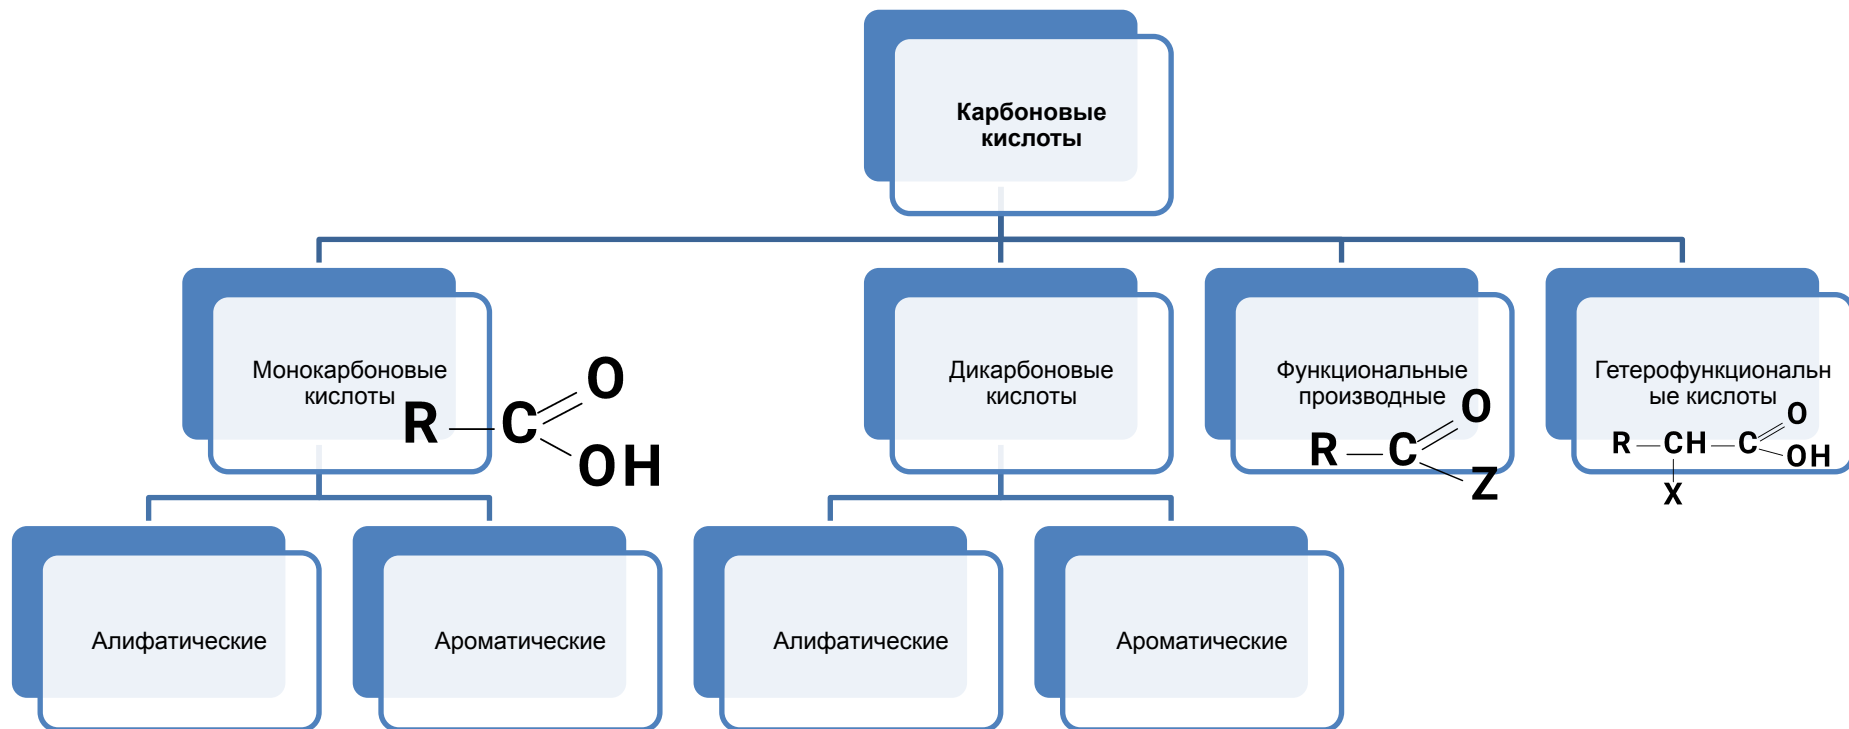 Карбоновые
кислоты
Монокарбоновые
кислоты
R C O
OH
Дикарбоновые
кислоты
Функциональные
производные
R C O
Z
Гетерофункциональн
ые кислоты
R CH C O
OH
X
Алифатические
Ароматические
Алифатические
Ароматические